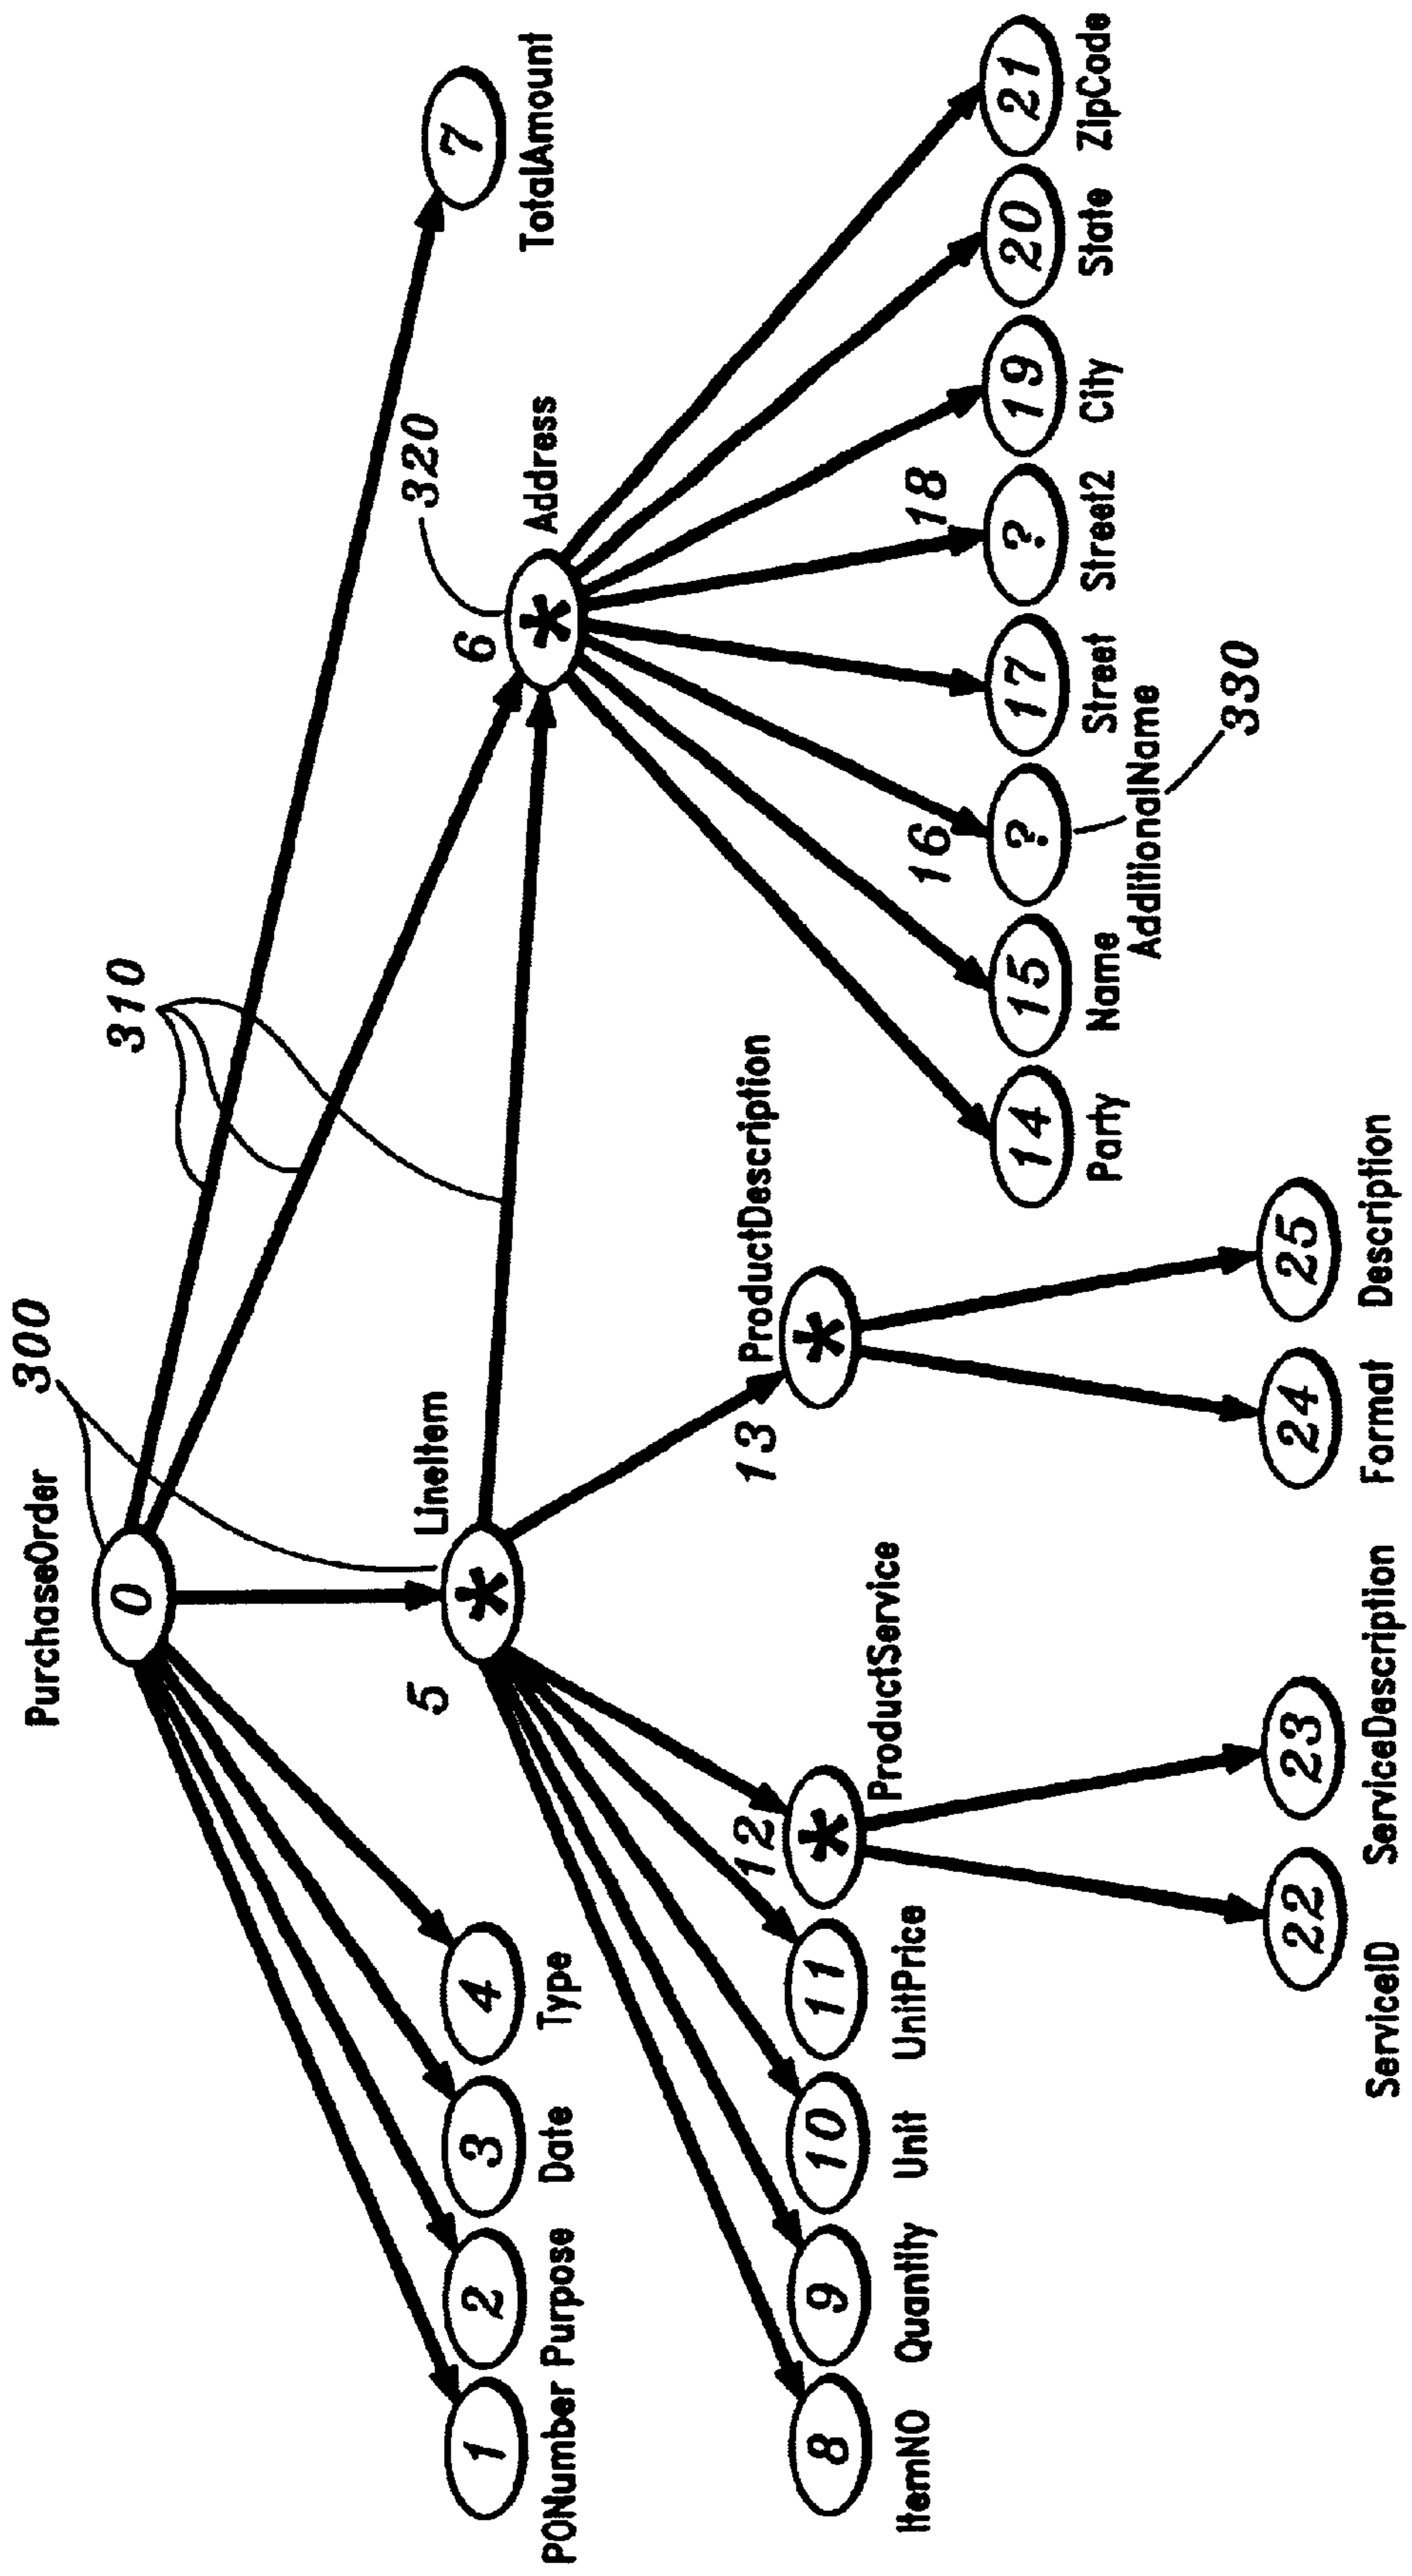 PurchaseOrder
300
310
0
1
2
3
4
5
*
LineItem
6
*
Address
320
7
TotalAmount
PONumber
Purpose
Date
Type
8
9
10
11
12
*
13
*
ProductDescription
14
15
16
?
17
18
?
19
20
21
ItemNO
Quantity
Unit
UnitPrice
ProductService
Party
Name
AdditionalName
Street
Street2
City
State
ZipCode
330
22
23
24
25
ServiceID
ServiceDescription
Format
Description